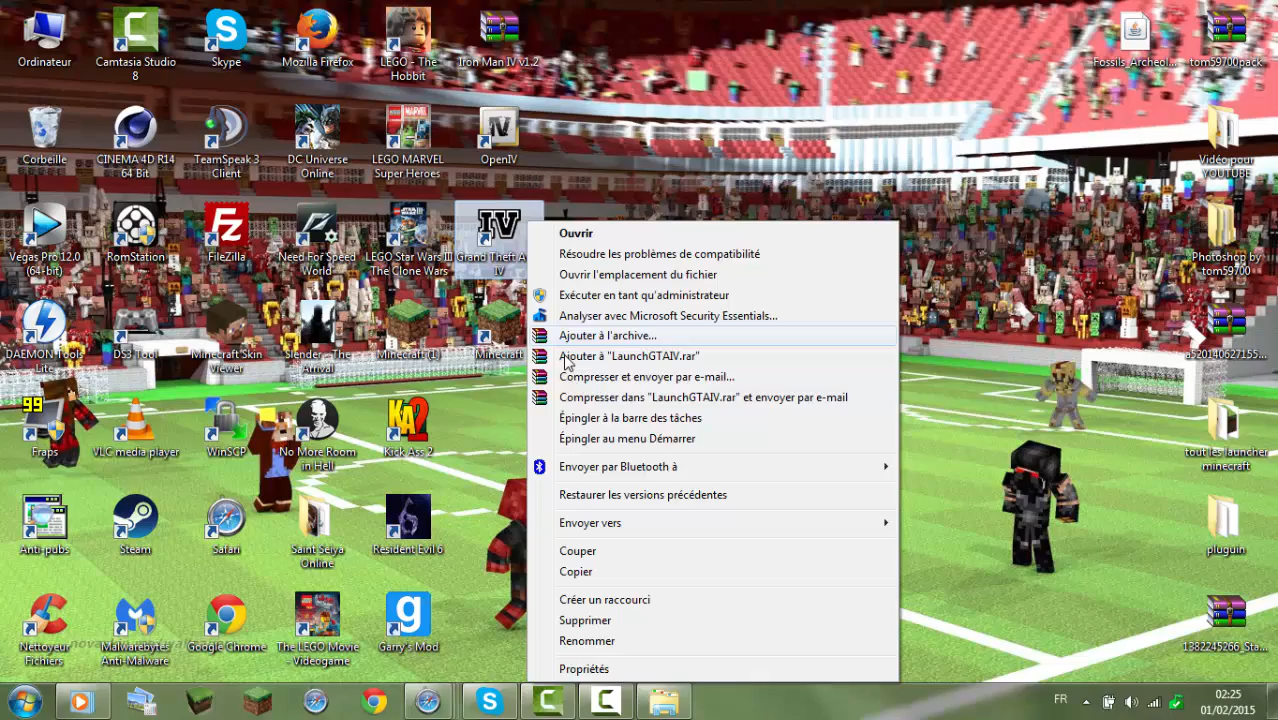 Ordinateur
Camtasia Studio
8
Skype
Mozilla Firefox
LEGO - The
Hobbit
Iron Man IV v1.2
Fossils_Archeol...
tom59700pack
Corbeille
CINEMA 4D R14
64 Bit
TeamSpeak 3
Client
DC Universe
Online
LEGO MARVEL
Super Heroes
IV
OpenIV
Vidéo pour
YOUTUBE
Vegas Pro 12.0
(64-bit)
RomStation
FileZilla
Need For Speed
World
LEGO Star Wars III
The Clone Wars
IV
Grand Theft A
IV
Photoshop by
tom59700
DAEMON Tools
Lite
DS3 Tool
Minecraft Skin
Viewer
Slender - The
Arrival
Minecraft (1)
Minecraft
a520140627155...
99
Fraps
VLC media player
WinSCP
No More Room
in Hell
KA2
Kick Ass 2
tout les launcher
minecraft
Anti-pubs
Steam
Safari
Saint Seiya
Online
Resident Evil 6
pluguin
Nettoyeur
Fichiers
Malwarebytes
Anti-Malware
Google Chrome
The LEGO Movie
- Videogame
Garry's Mod
1382245266_Sta...
Ouvrir
Résoudre les problèmes de compatibilité
Ouvrir l'emplacement du fichier
Exécuter en tant qu'administrateur
Analyser avec Microsoft Security Essentials...
Ajouter à l'archive...
Ajouter à "LaunchGTAIV.rar"
Compresser et envoyer par e-mail...
Compresser dans "LaunchGTAIV.rar" et envoyer par e-mail
Épingler à la barre des tâches
Épingler au menu Démarrer
Envoyer par Bluetooth à
Restaurer les versions précédentes
Envoyer vers
Couper
Copier
Créer un raccourci
Supprimer
Renommer
Propriétés
FR
02:25
01/02/2015